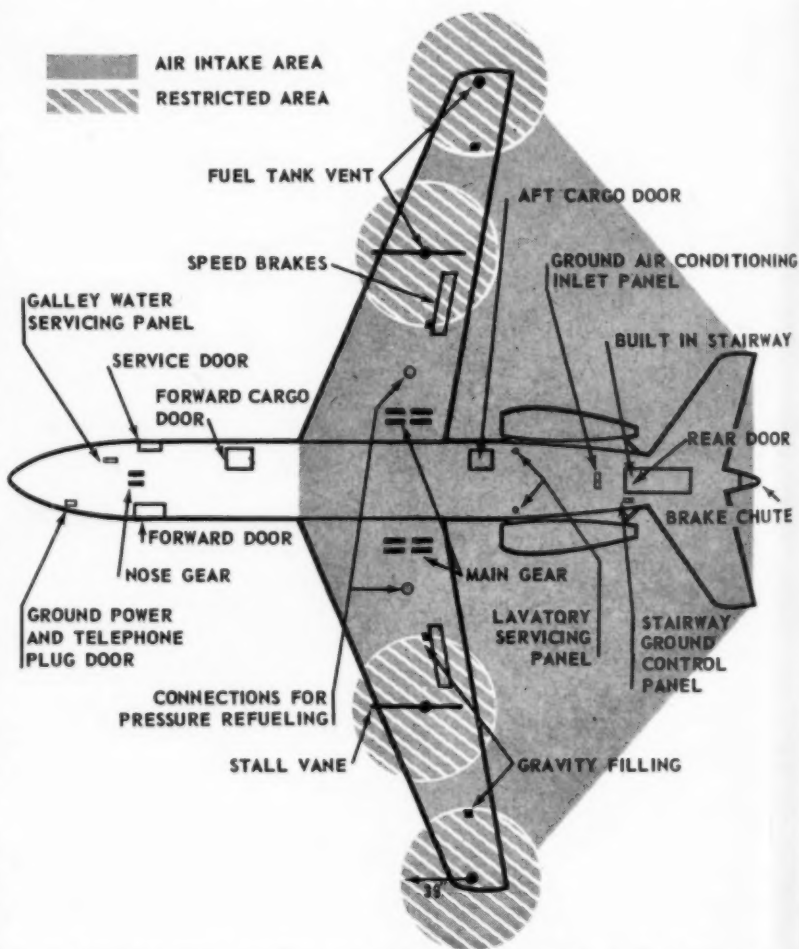 AIR INTAKE AREA
RESTRICTED AREA
FUEL TANK VENT
AFT CARGO DOOR
SPEED BRAKES
GROUND AIR CONDITIONING
INLET PANEL
GALLEY WATER
SERVICING PANEL
BUILT IN STAIRWAY
SERVICE DOOR
FORWARD CARGO
DOOR
REAR DOOR
BRAKE CHUTE
FORWARD DOOR
NOSE GEAR
MAIN GEAR
GROUND POWER
AND TELEPHONE
PLUG DOOR
LAVATORY
SERVICING
PANEL
STAIRWAY
GROUND
CONTROL
PANEL
CONNECTIONS FOR
PRESSURE REFUELING
STALL VANE
GRAVITY FILLING
39"